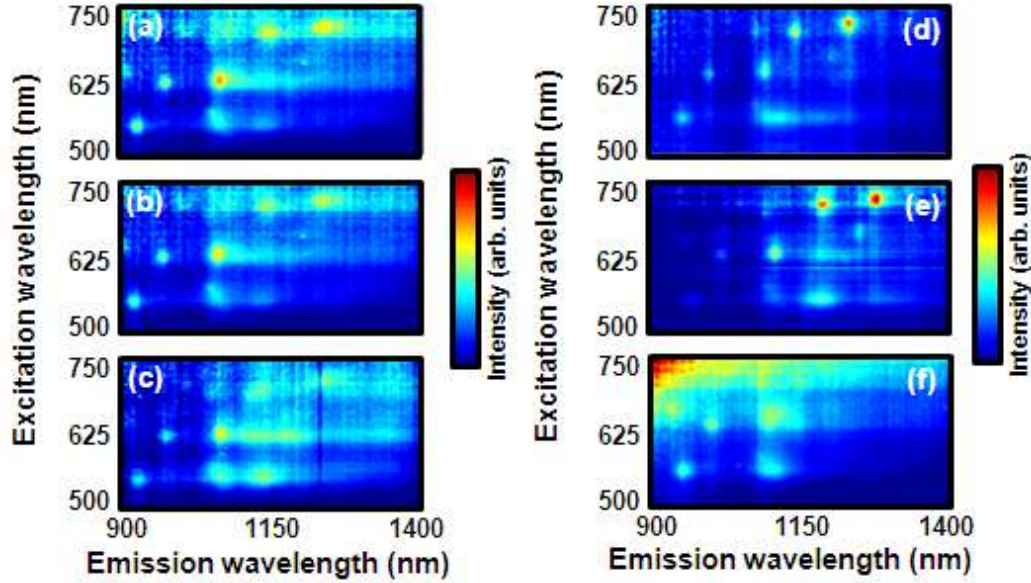 Excitation wavelength (nm)
750
625
500
(a)
750
625
500
(b)
750
625
500
(c)
900
1150
1400
Emission wavelength (nm)
Intensity (arb. units)
Excitation wavelength (nm)
750
625
500
(d)
750
625
500
(e)
750
625
500
(f)
900
1150
1400
Emission wavelength (nm)
Intensity (arb. units)